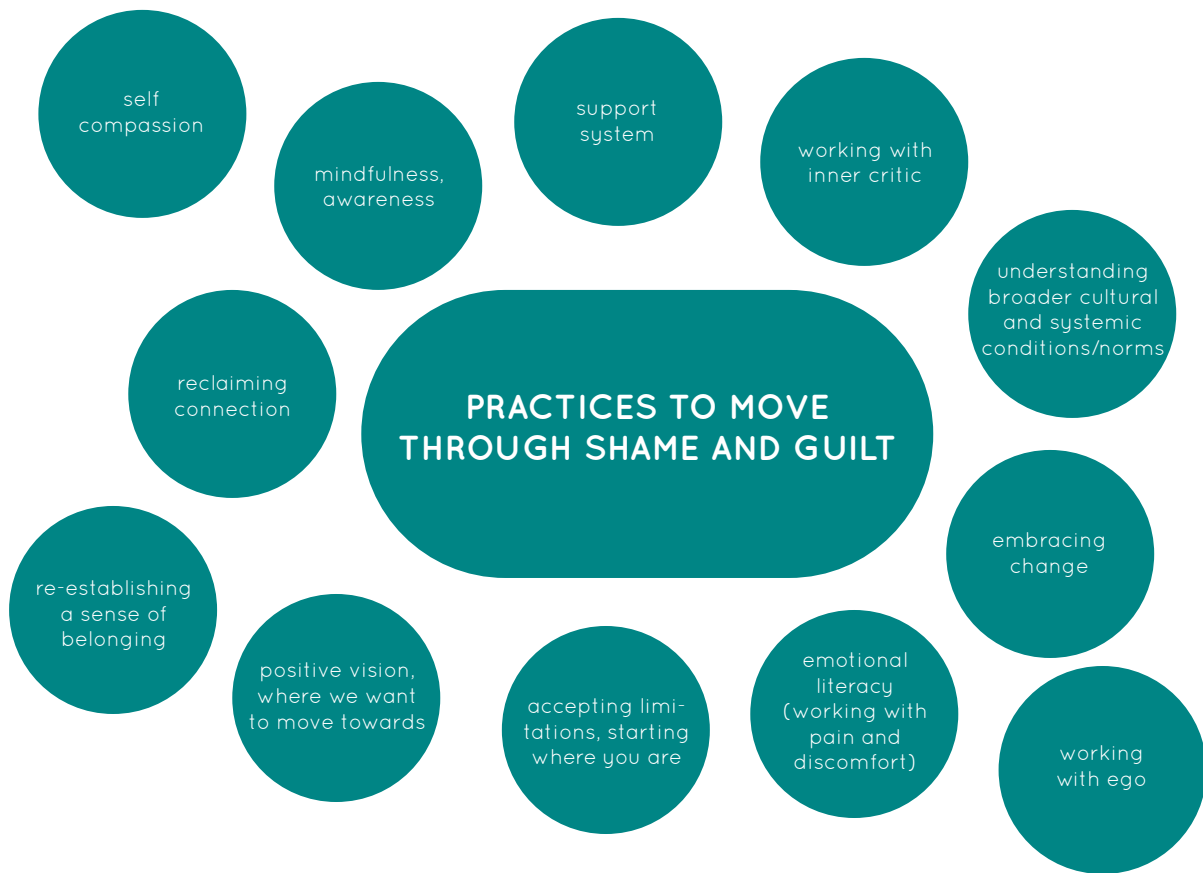 self
compassion
mindfulness,
awareness
support
system
working with
inner critic
understanding
broader cultural
and systemic
conditions/norms
reclaiming
connection
PRACTICES TO MOVE
THROUGH SHAME AND GUILT
embracing
change
re-establishing
a sense of
belonging
positive vision,
where we want
to move towards
accepting limi-
tations, starting
where you are
emotional
literacy
(working with
pain and
discomfort)
working
with ego